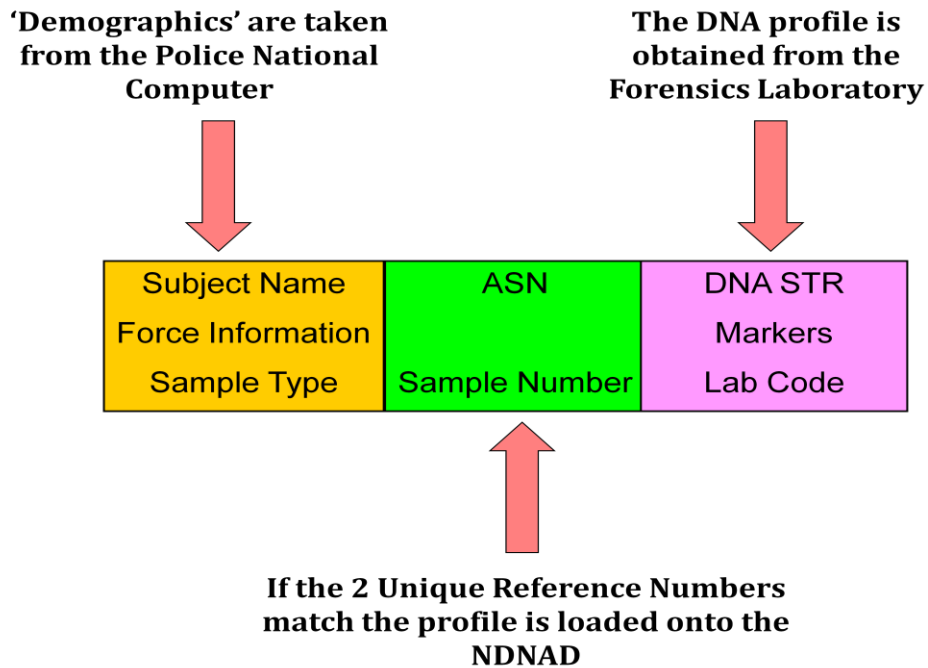 ‘Demographics’ are taken
from the Police National
Computer
The DNA profile is
obtained from the
Forensics Laboratory
Subject Name
Force Information
Sample Type
ASN
Sample Number
DNA STR
Markers
Lab Code
If the 2 Unique Reference Numbers
match the profile is loaded onto the
NDNAD